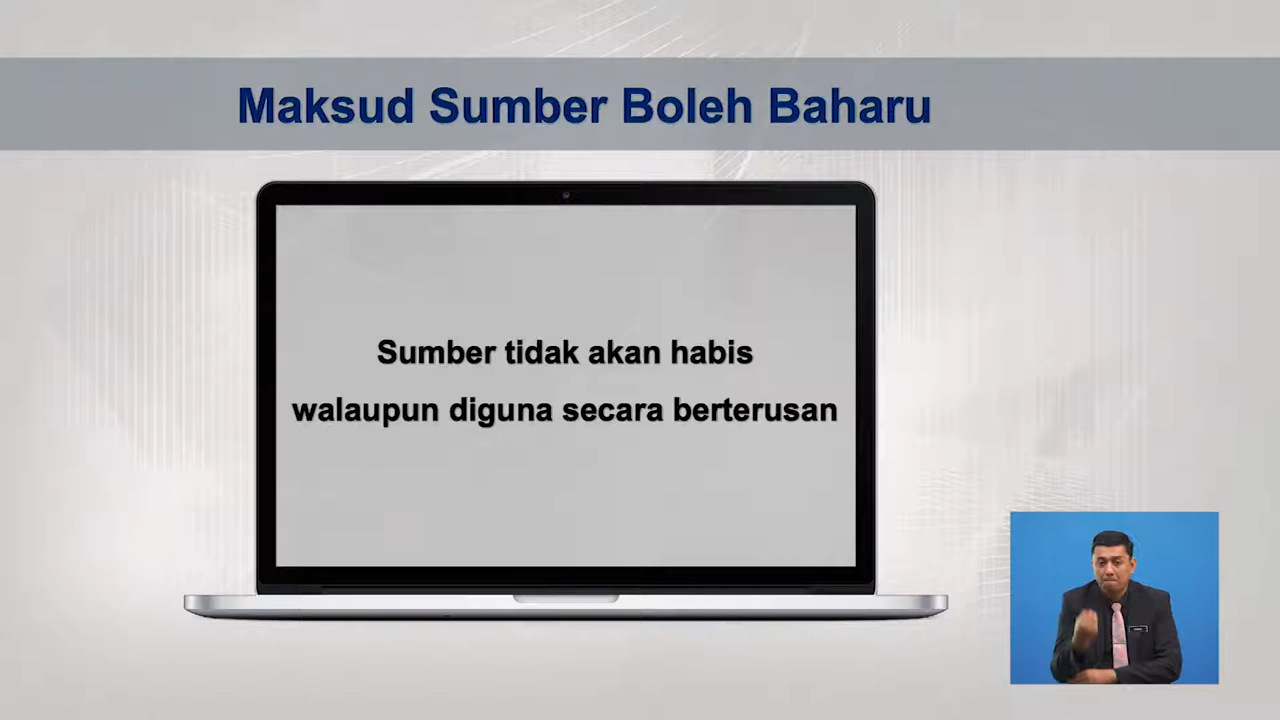 Maksud Sumber Boleh Baharu
Sumber tidak akan habis
walaupun diguna secara berterusan